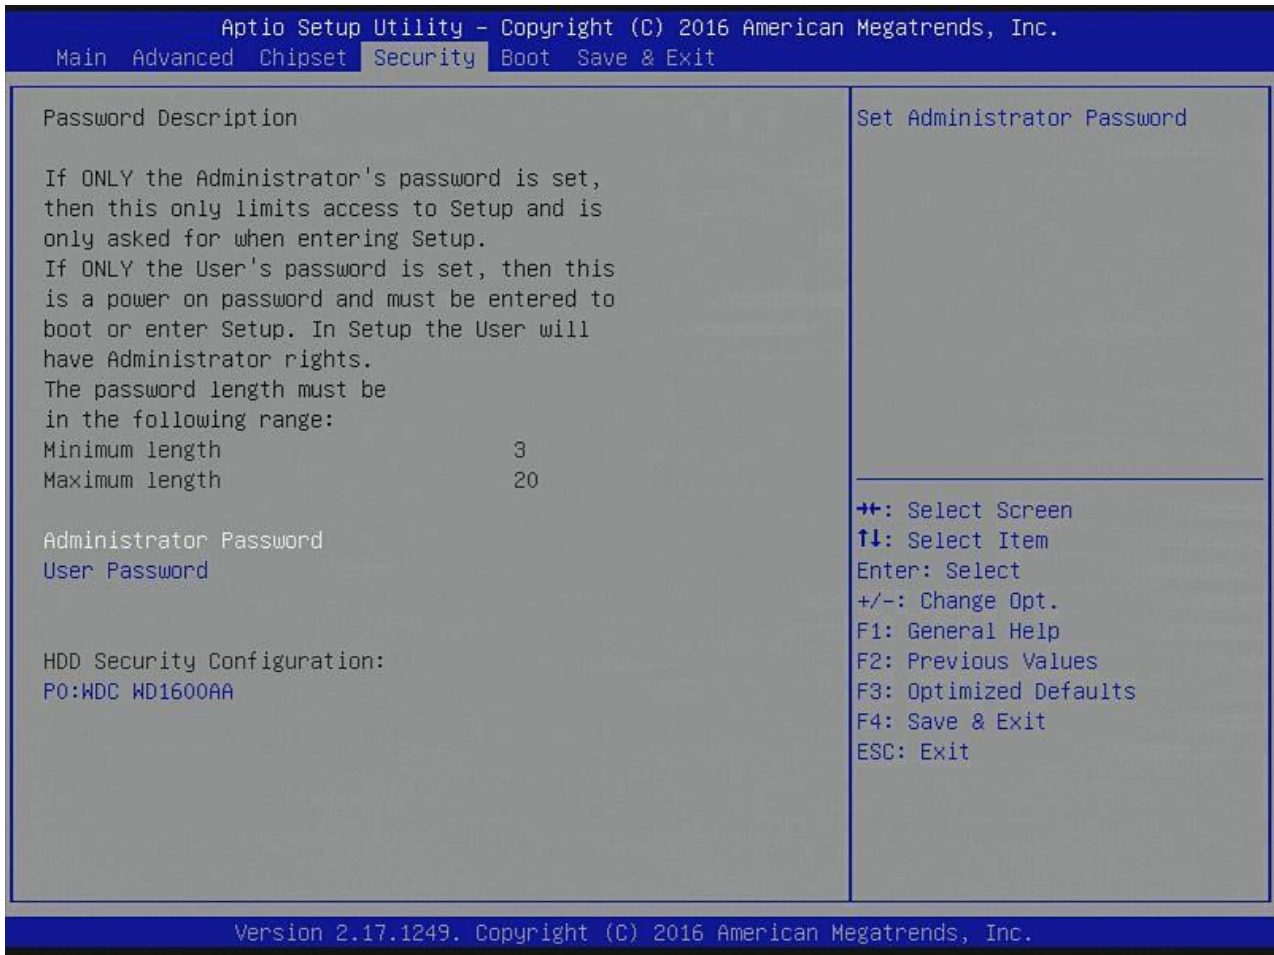 Aptio Setup Utility – Copyright (C) 2016 American Megatrends, Inc.
Main Advanced Chipset Security Boot Save & Exit
Password Description
If ONLY the Administrator's password is set,
then this only limits access to Setup and is
only asked for when entering Setup.
If ONLY the User's password is set, then this
is a power on password and must be entered to
boot or enter Setup. In Setup the User will
have Administrator rights.
The password length must be
in the following range:
Minimum length 3
Maximum length 20
Administrator Password
User Password
HDD Security Configuration:
P0:WDC WD1600AA
Set Administrator Password
→←: Select Screen
↑↓: Select Item
Enter: Select
+/-: Change Opt.
F1: General Help
F2: Previous Values
F3: Optimized Defaults
F4: Save & Exit
ESC: Exit
Version 2.17.1249. Copyright (C) 2016 American Megatrends, Inc.